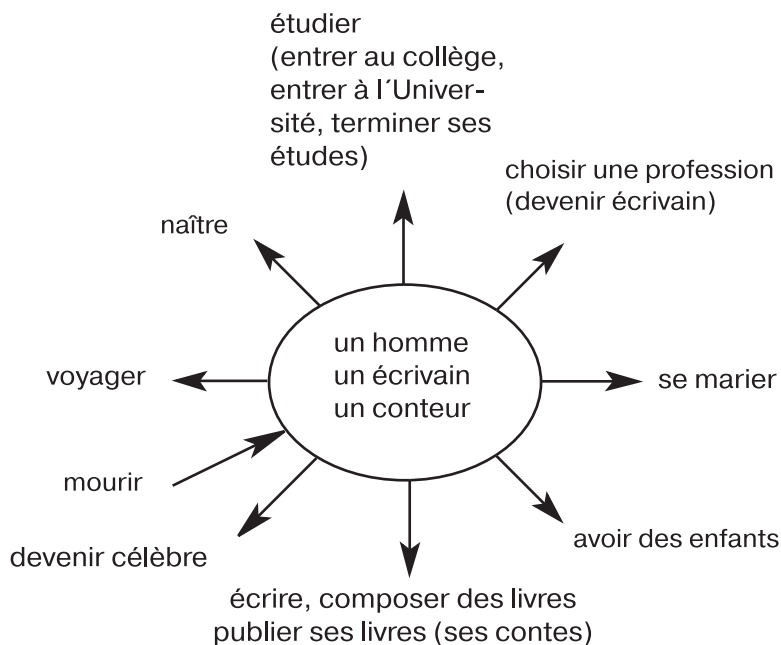 étudier
(entrer au collège,
entrer à l´Univer-
sité, terminer ses
études)
choisir une profession
(devenir écrivain)
naître
un homme
un écrivain
un conteur
voyager
se marier
mourir
avoir des enfants
devenir célèbre
écrire, composer des livres
publier ses livres (ses contes)